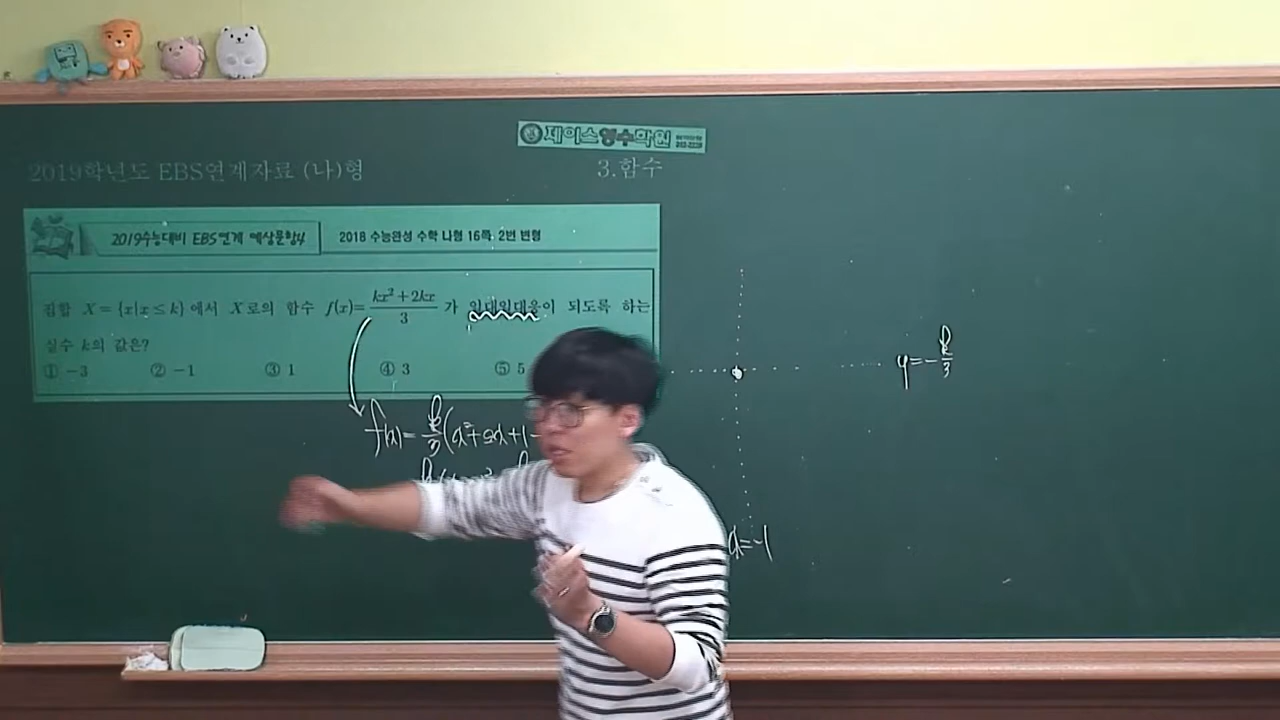 제이스영수학원
2019학년도 EBS연계자료 (나)형
3.함수
2019수능대비 EBS연계 예상문항4
2018 수능완성 수학 나형 16쪽 2번 변형
집합 X = {x|x ≤ k} 에서 X로의 함수 f(x)= (kx²+2kx)/3 가 일대일대응이 되도록 하는
실수 k의 값은?
① −3 ② −1 ③ 1 ④ 3 ⑤ 5
y=-k/3
f(x)= k/3(x²+2x+1
x=-1